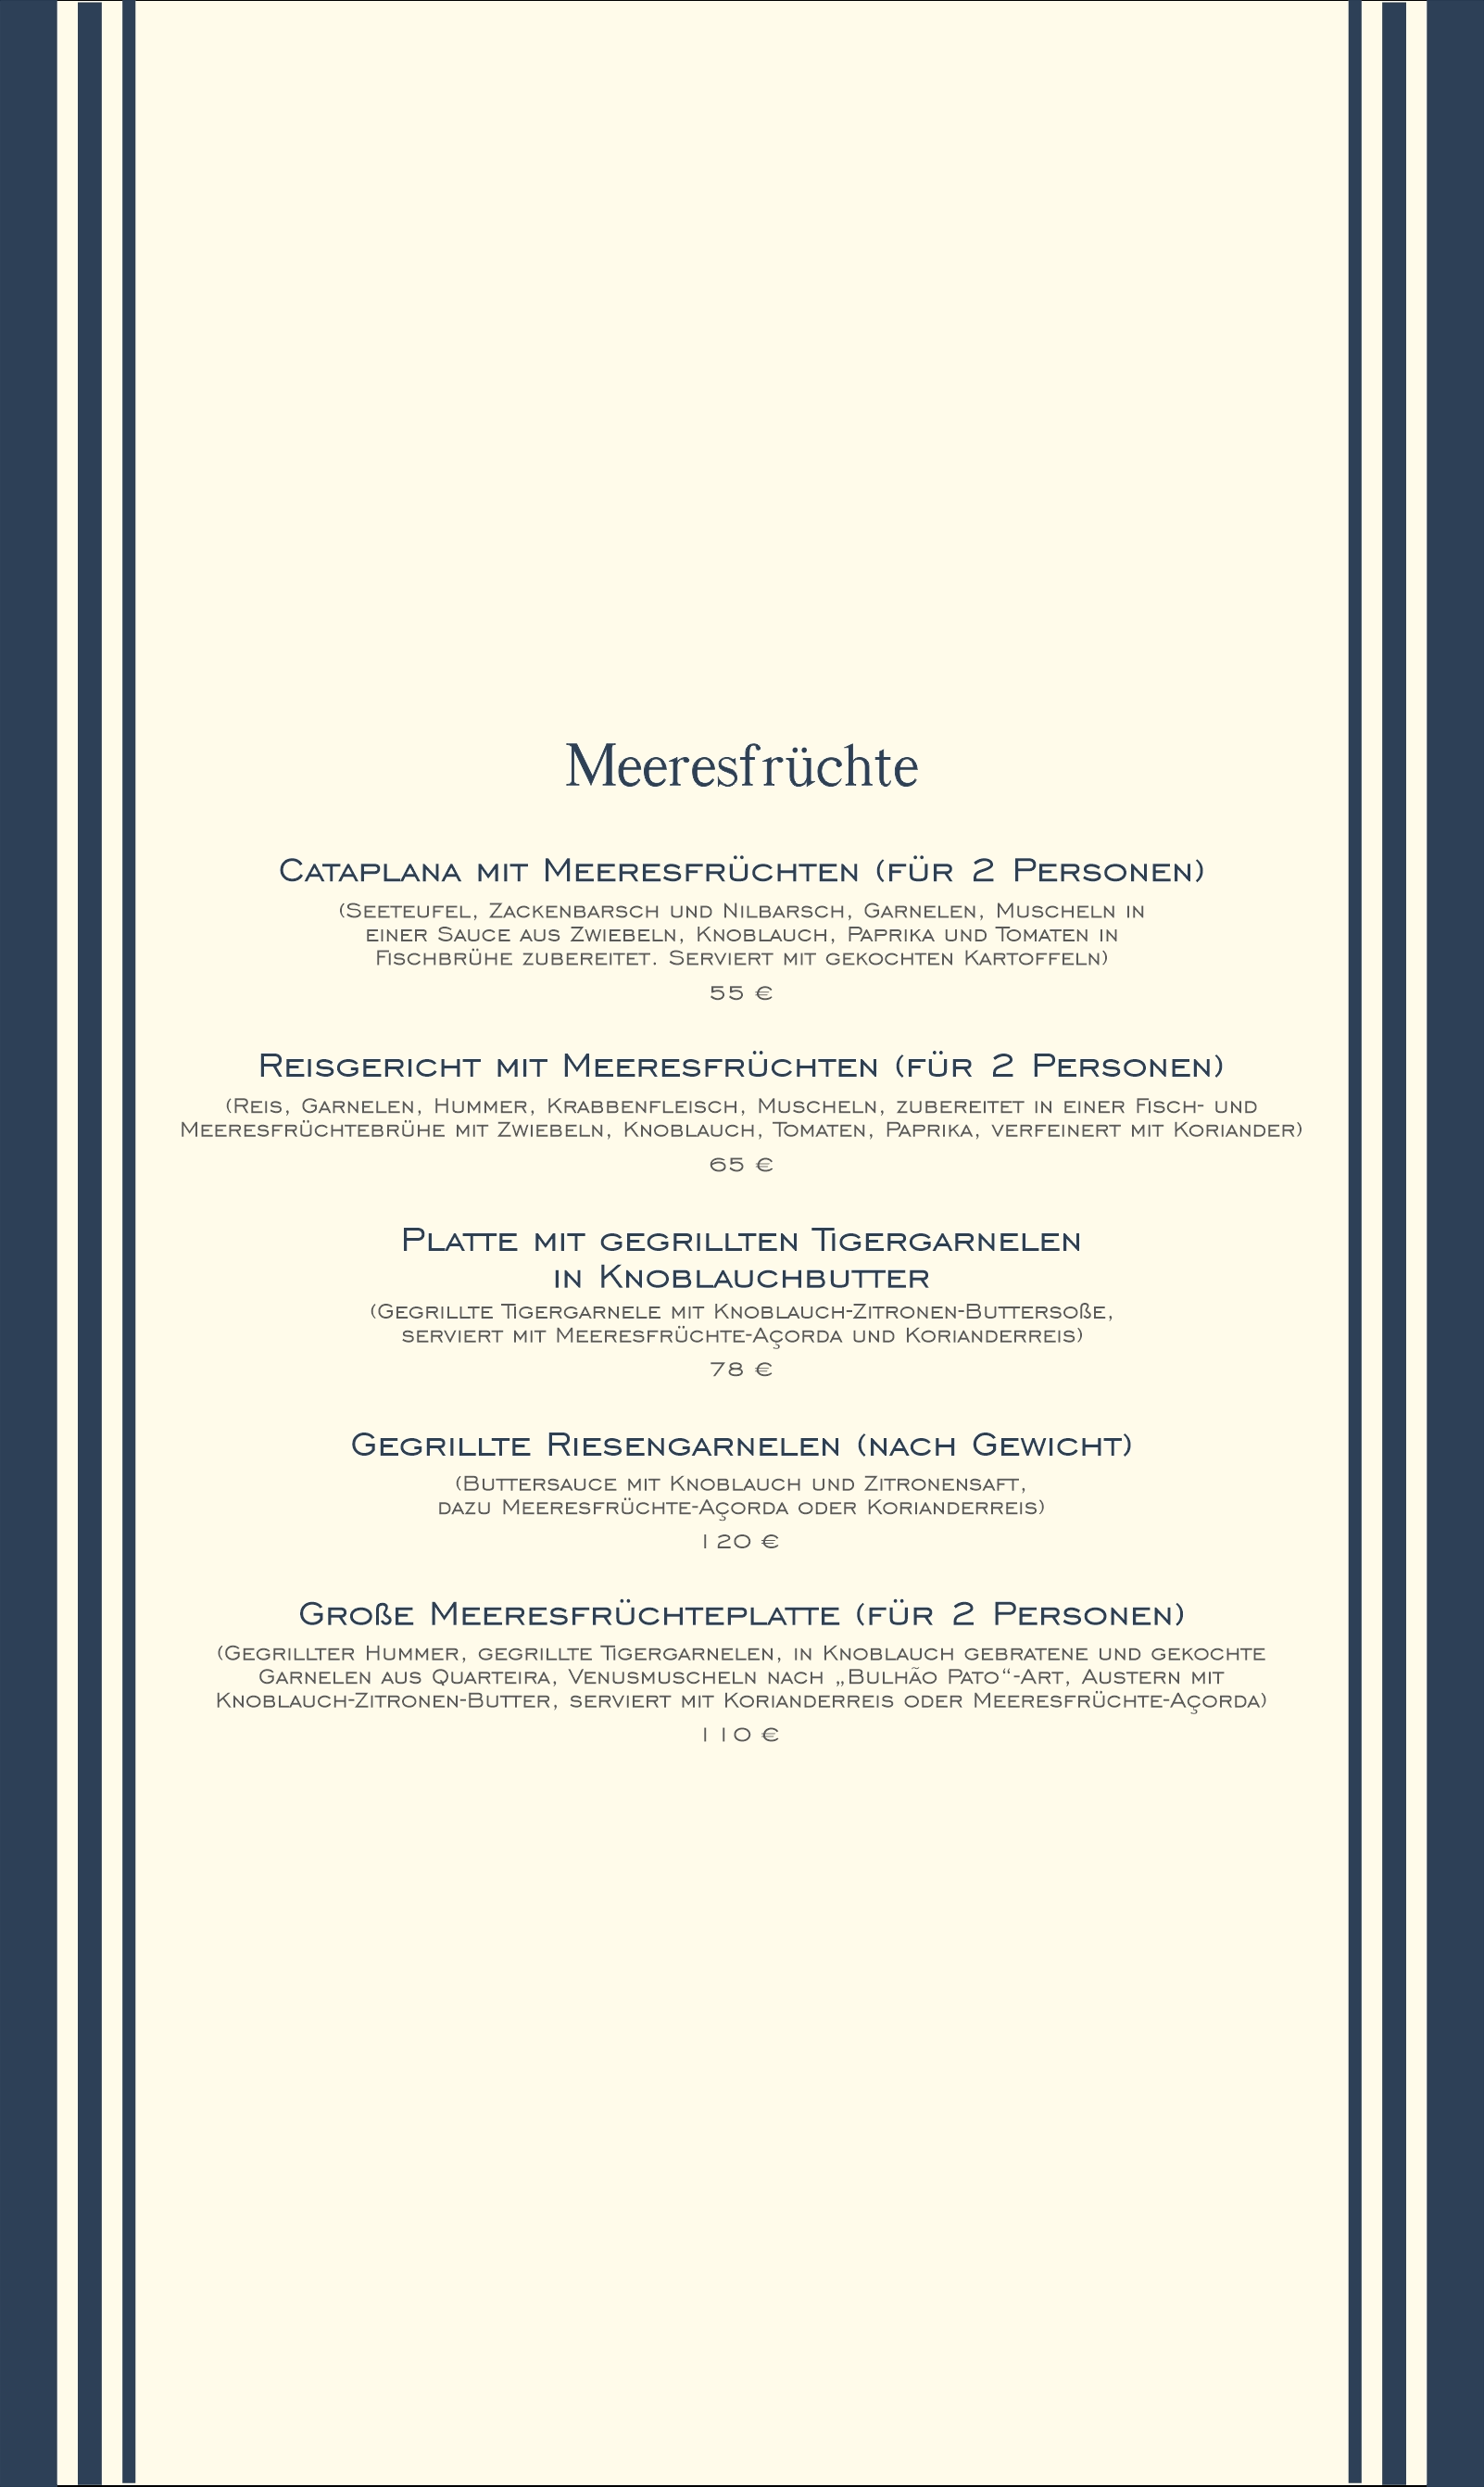 Meeresfrüchte
Cataplana mit Meeresfrüchten (für 2 Personen)
(Seeteufel, Zackenbarsch und Nilbarsch, Garnelen, Muscheln in
einer Sauce aus Zwiebeln, Knoblauch, Paprika und Tomaten in
Fischbrühe zubereitet. Serviert mit gekochten Kartoffeln)
55 €
Reisgericht mit Meeresfrüchten (für 2 Personen)
(Reis, Garnelen, Hummer, Krabbenfleisch, Muscheln, zubereitet in einer Fisch- und
Meeresfrüchtebrühe mit Zwiebeln, Knoblauch, Tomaten, Paprika, verfeinert mit Koriander)
65 €
Platte mit gegrillten Tigergarnelen
in Knoblauchbutter
(Gegrillte Tigergarnele mit Knoblauch-Zitronen-Buttersoße,
serviert mit Meeresfrüchte-Açorda und Korianderreis)
78 €
Gegrillte Riesengarnelen (nach Gewicht)
(Buttersauce mit Knoblauch und Zitronensaft,
dazu Meeresfrüchte-Açorda oder Korianderreis)
120 €
Große Meeresfrüchteplatte (für 2 Personen)
(Gegrillter Hummer, gegrillte Tigergarnelen, in Knoblauch gebratene und gekochte
Garnelen aus Quarteira, Venusmuscheln nach „Bulhão Pato“-Art, Austern mit
Knoblauch-Zitronen-Butter, serviert mit Korianderreis oder Meeresfrüchte-Açorda)
110 €